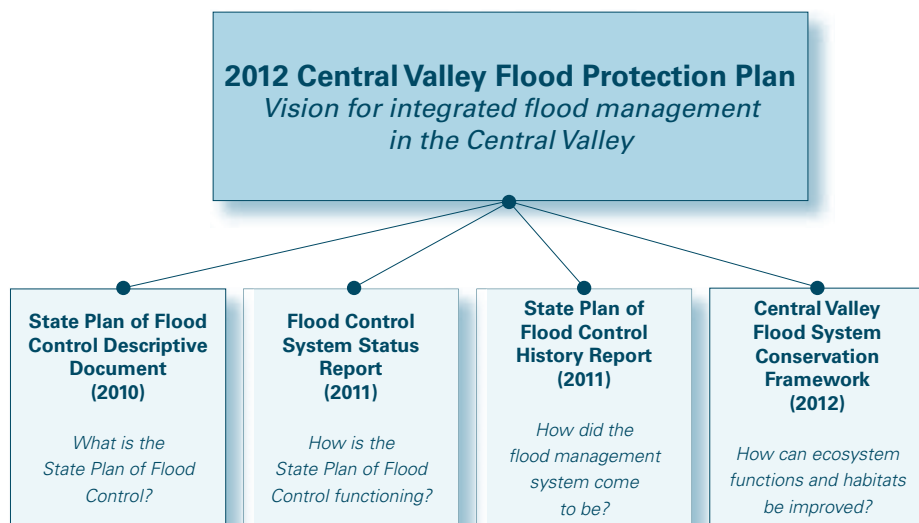 2012 Central Valley Flood Protection Plan
Vision for integrated flood management
in the Central Valley
State Plan of Flood
Control Descriptive
Document
(2010)
What is the
State Plan of Flood
Control?
Flood Control
System Status
Report
(2011)
How is the
State Plan of Flood
Control functioning?
State Plan of
Flood Control
History Report
(2011)
How did the
flood management
system come
to be?
Central Valley
Flood System
Conservation
Framework
(2012)
How can ecosystem
functions and habitats
be improved?